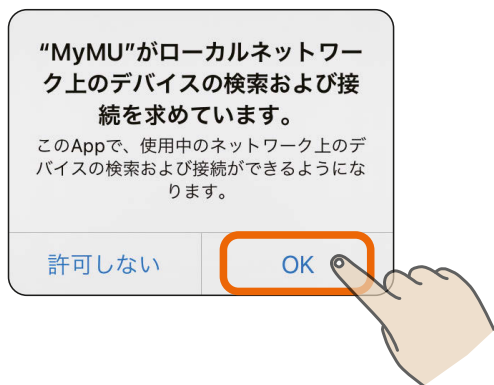 “MyMU”がローカルネットワー
ク上のデバイスの検索および接
続を求めています。
このAppで、使用中のネットワーク上のデ
バイスの検索および接続ができるようにな
ります。
許可しない
OK